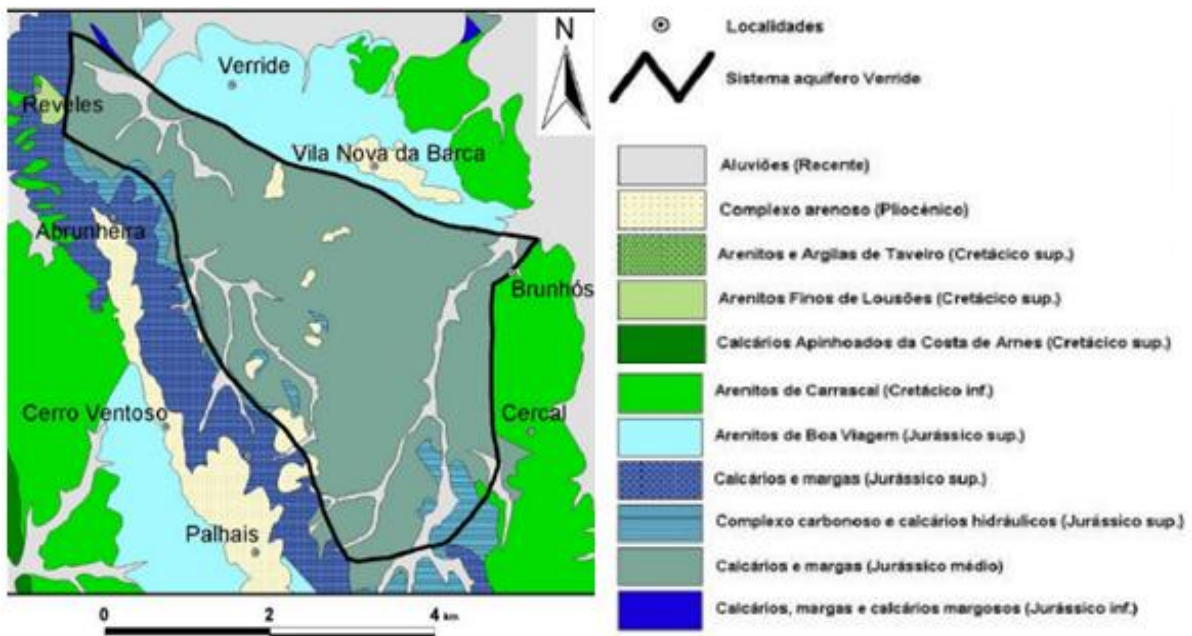 N
Verride
Reveles
Vila Nova da Barca
Abrunheira
Brunhós
Cerro Ventoso
Cercal
Palhais
0 2 4 km
Localidades
Sistema aquífero Verride
Aluviões (Recente)
Complexo arenoso (Pliocénico)
Arenitos e Argilas de Taveiro (Cretácico sup.)
Arenitos Finos de Lousões (Cretácico sup.)
Calcários Apinhoados da Costa de Arnes (Cretácico sup.)
Arenitos de Carrascal (Cretácico inf.)
Arenitos de Boa Viagem (Jurássico sup.)
Calcários e margas (Jurássico sup.)
Complexo carbonoso e calcários hidráulicos (Jurássico sup.)
Calcários e margas (Jurássico médio)
Calcários, margas e calcários margosos (Jurássico inf.)